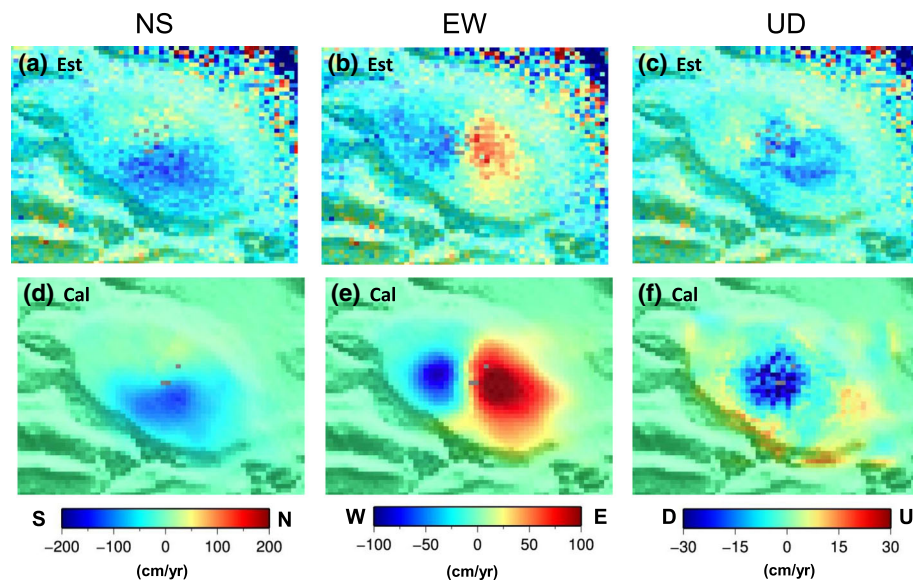 NS EW UD
(a) Est (b) Est (c) Est
(d) Cal (e) Cal (f) Cal
S N W E D U
−200 −100 0 100 200 −100 −50 0 50 100 −30 −15 0 15 30
(cm/yr) (cm/yr) (cm/yr)